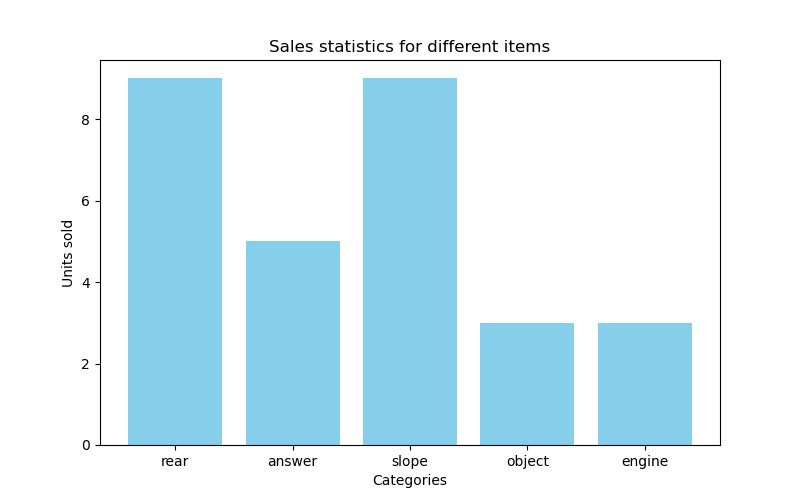 Sales statistics for different items
Units sold
8
6
4
2
0
rear answer slope object engine
Categories